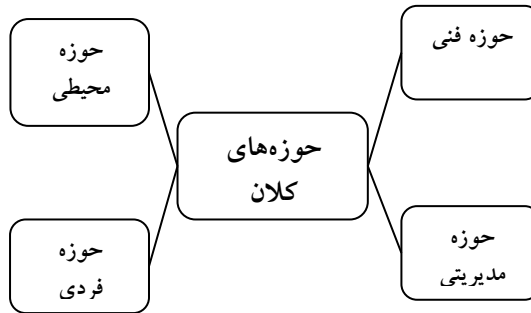 حوزه فنی
حوزه
محیطی
حوزه‌های
کلان
حوزه
مدیریتی
حوزه
فردی